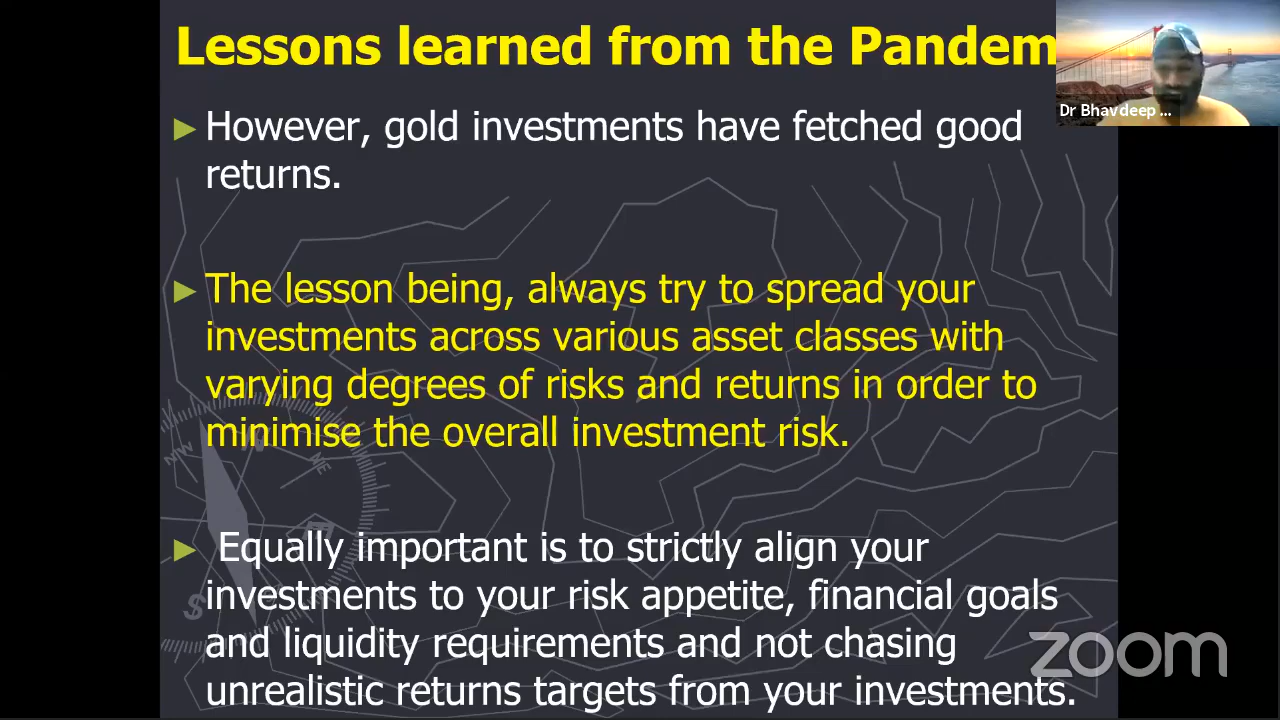 Lessons learned from the Pandem
Dr Bhavdeep ...
► However, gold investments have fetched good
returns.
► The lesson being, always try to spread your
investments across various asset classes with
varying degrees of risks and returns in order to
minimise the overall investment risk.
► Equally important is to strictly align your
investments to your risk appetite, financial goals
and liquidity requirements and not chasing
unrealistic returns targets from your investments.
NW
N
NE
E
S
zoom